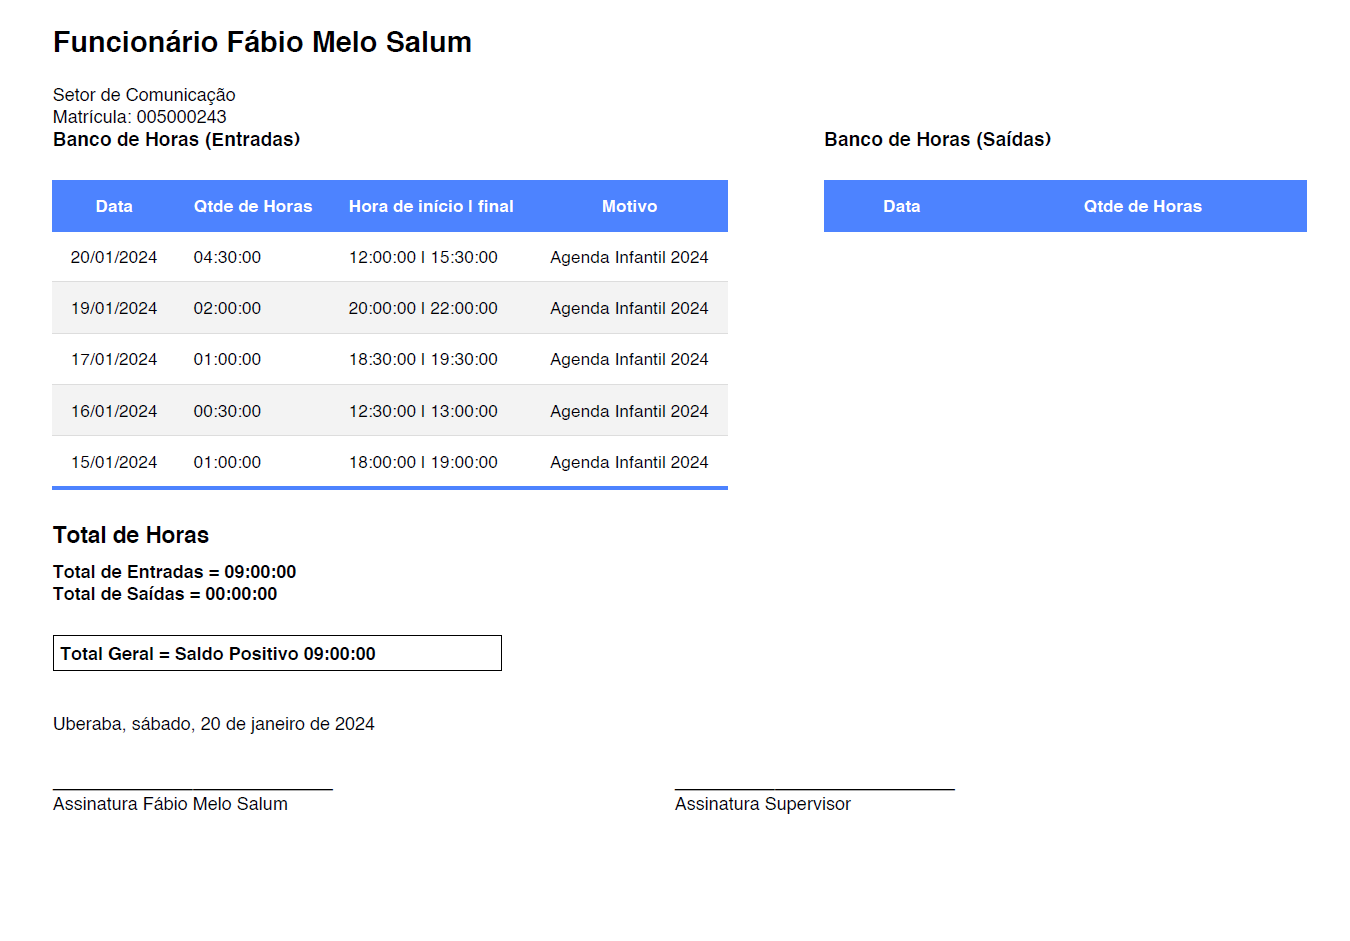 Funcionário Fábio Melo Salum
Setor de Comunicação
Matrícula: 005000243
Banco de Horas (Entradas)
Data Qtde de Horas Hora de início | final Motivo
20/01/2024 04:30:00 12:00:00 | 15:30:00 Agenda Infantil 2024
19/01/2024 02:00:00 20:00:00 | 22:00:00 Agenda Infantil 2024
17/01/2024 01:00:00 18:30:00 | 19:30:00 Agenda Infantil 2024
16/01/2024 00:30:00 12:30:00 | 13:00:00 Agenda Infantil 2024
15/01/2024 01:00:00 18:00:00 | 19:00:00 Agenda Infantil 2024
Banco de Horas (Saídas)
Data Qtde de Horas
Total de Horas
Total de Entradas = 09:00:00
Total de Saídas = 00:00:00
Total Geral = Saldo Positivo 09:00:00
Uberaba, sábado, 20 de janeiro de 2024
Assinatura Fábio Melo Salum
Assinatura Supervisor